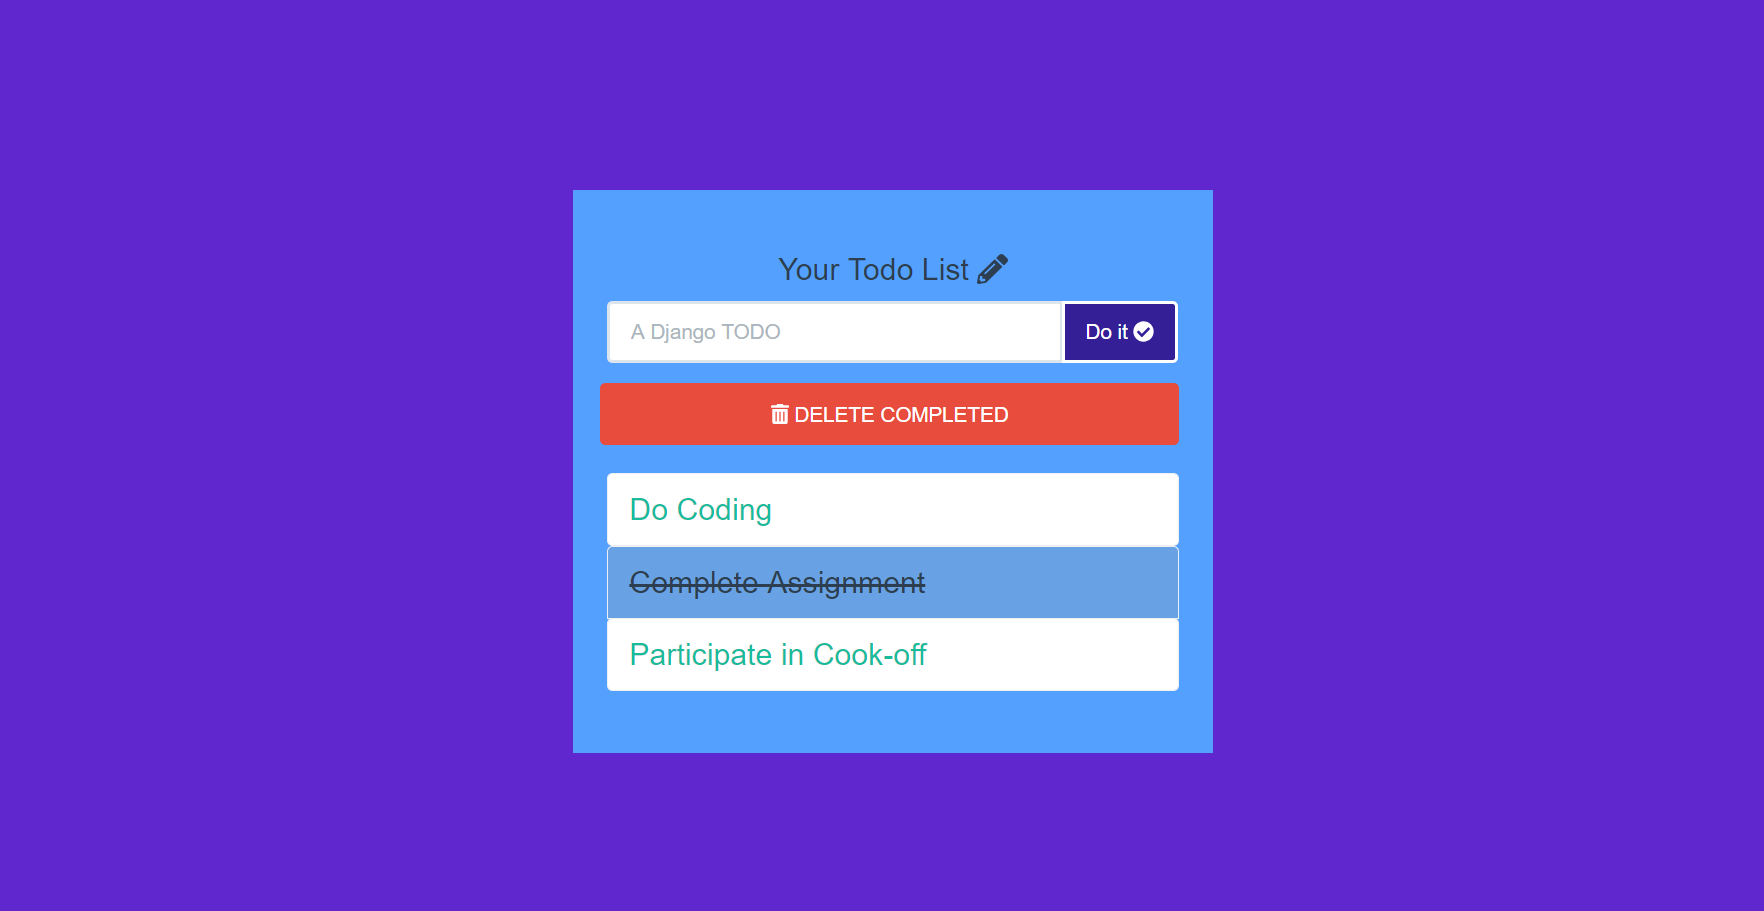 Your Todo List
A Django TODO
Do it
DELETE COMPLETED
Do Coding
Complete Assignment
Participate in Cook-off